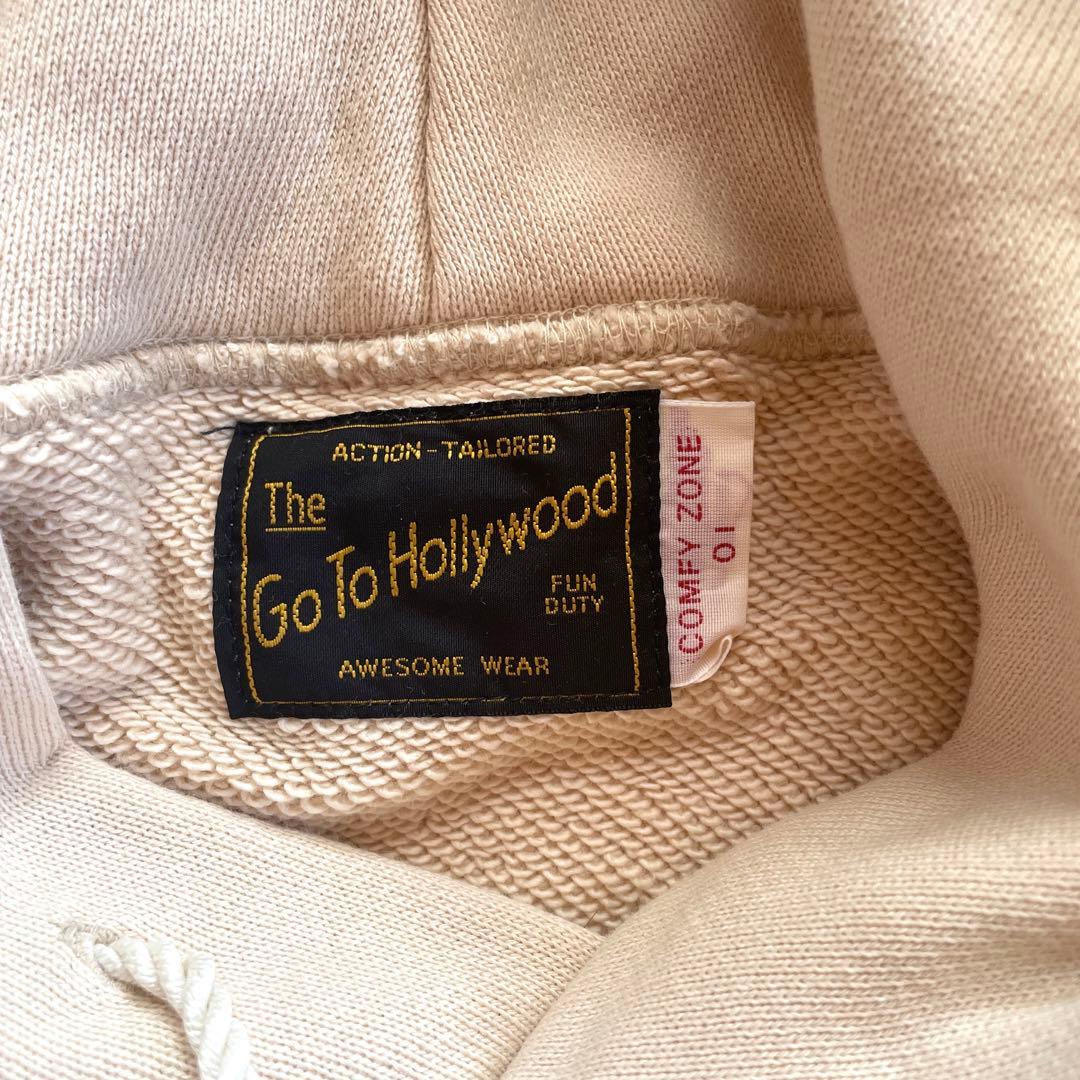 ACTION-TAILORED
The
Go To Hollywood
FUN
DUTY
AWESOME WEAR
COMFY ZONE
01